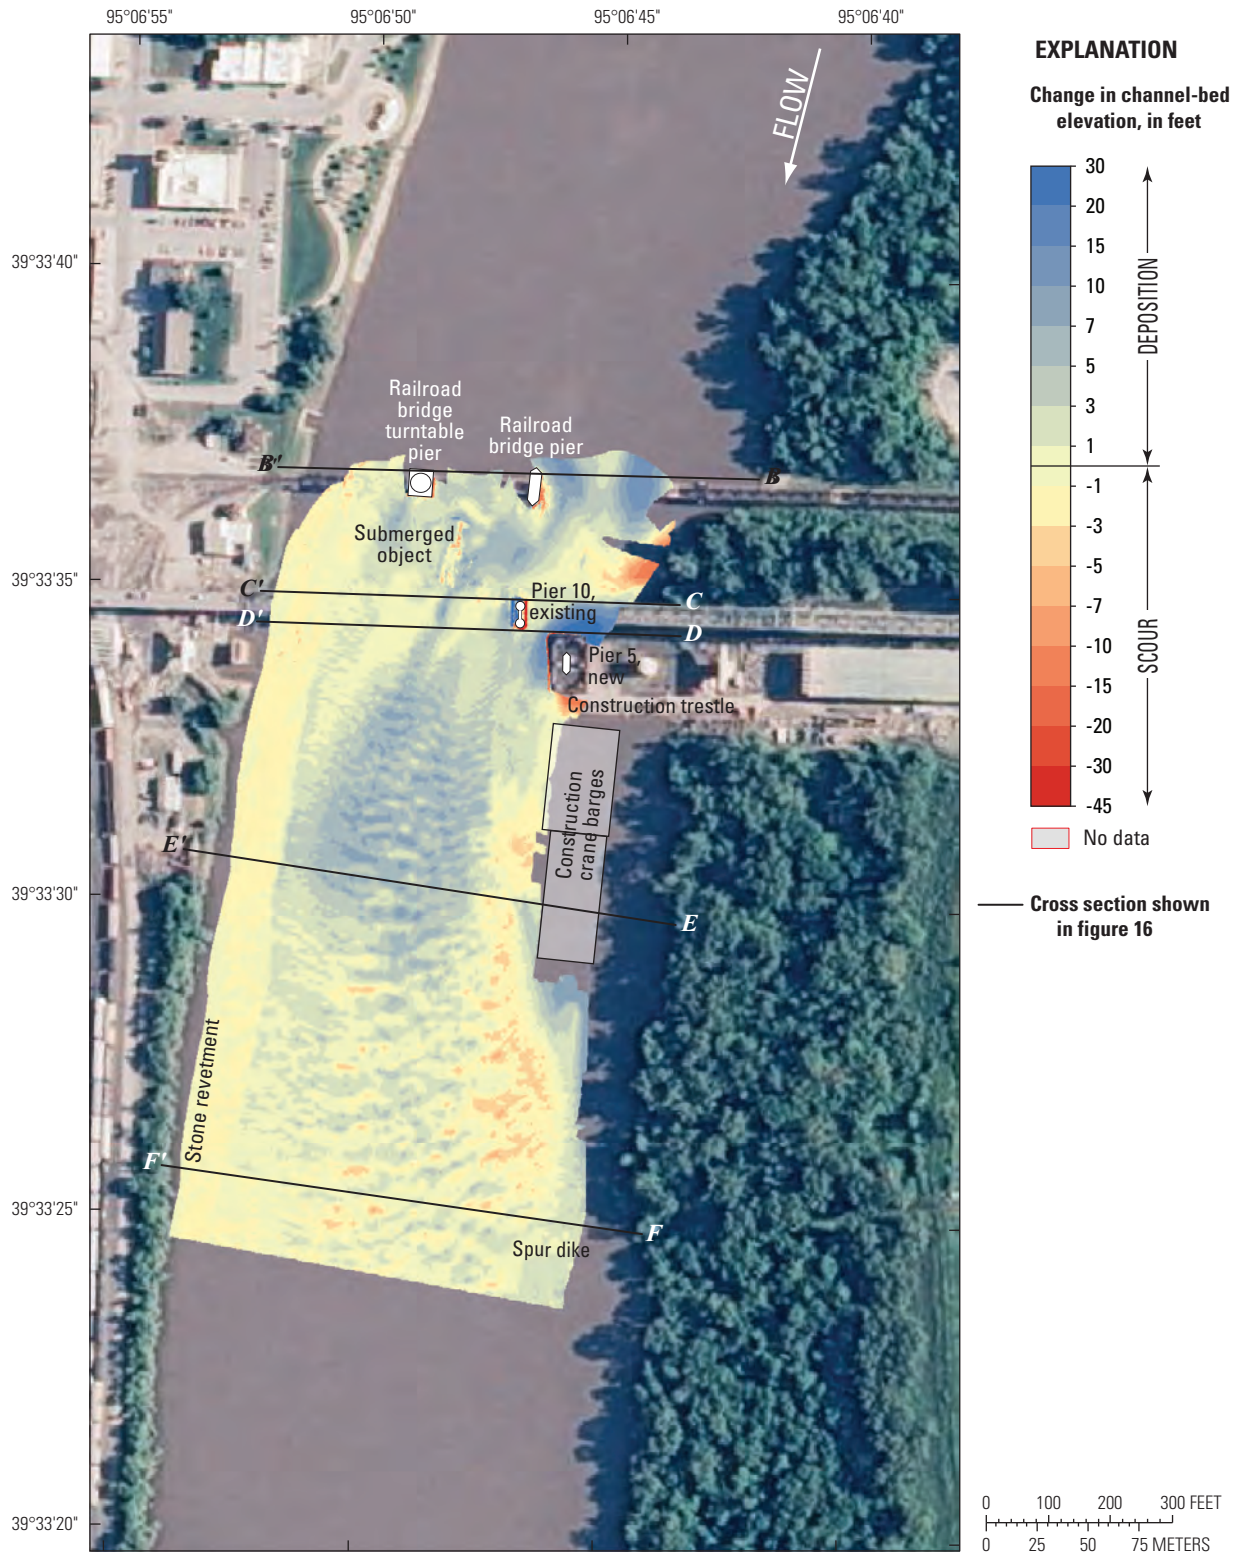 95°06'55" 95°06'50" 95°06'45" 95°06'40"
EXPLANATION
Change in channel-bed
elevation, in feet
FLOW
30
20
15
10
7
5
3
1
-1
-3
-5
-7
-10
-15
-20
-30
-45
DEPOSITION
SCOUR
No data
Cross section shown
in figure 16
39°33'40"
39°33'35"
39°33'30"
39°33'25"
39°33'20"
Railroad
bridge
turntable
pier
Railroad
bridge pier
B' B
Submerged
object
C' C
Pier 10,
existing
D' D
Pier 5,
new
Construction trestle
Construction
crane barges
E' E
Stone revetment
F' F
Spur dike
0 100 200 300 FEET
0 25 50 75 METERS